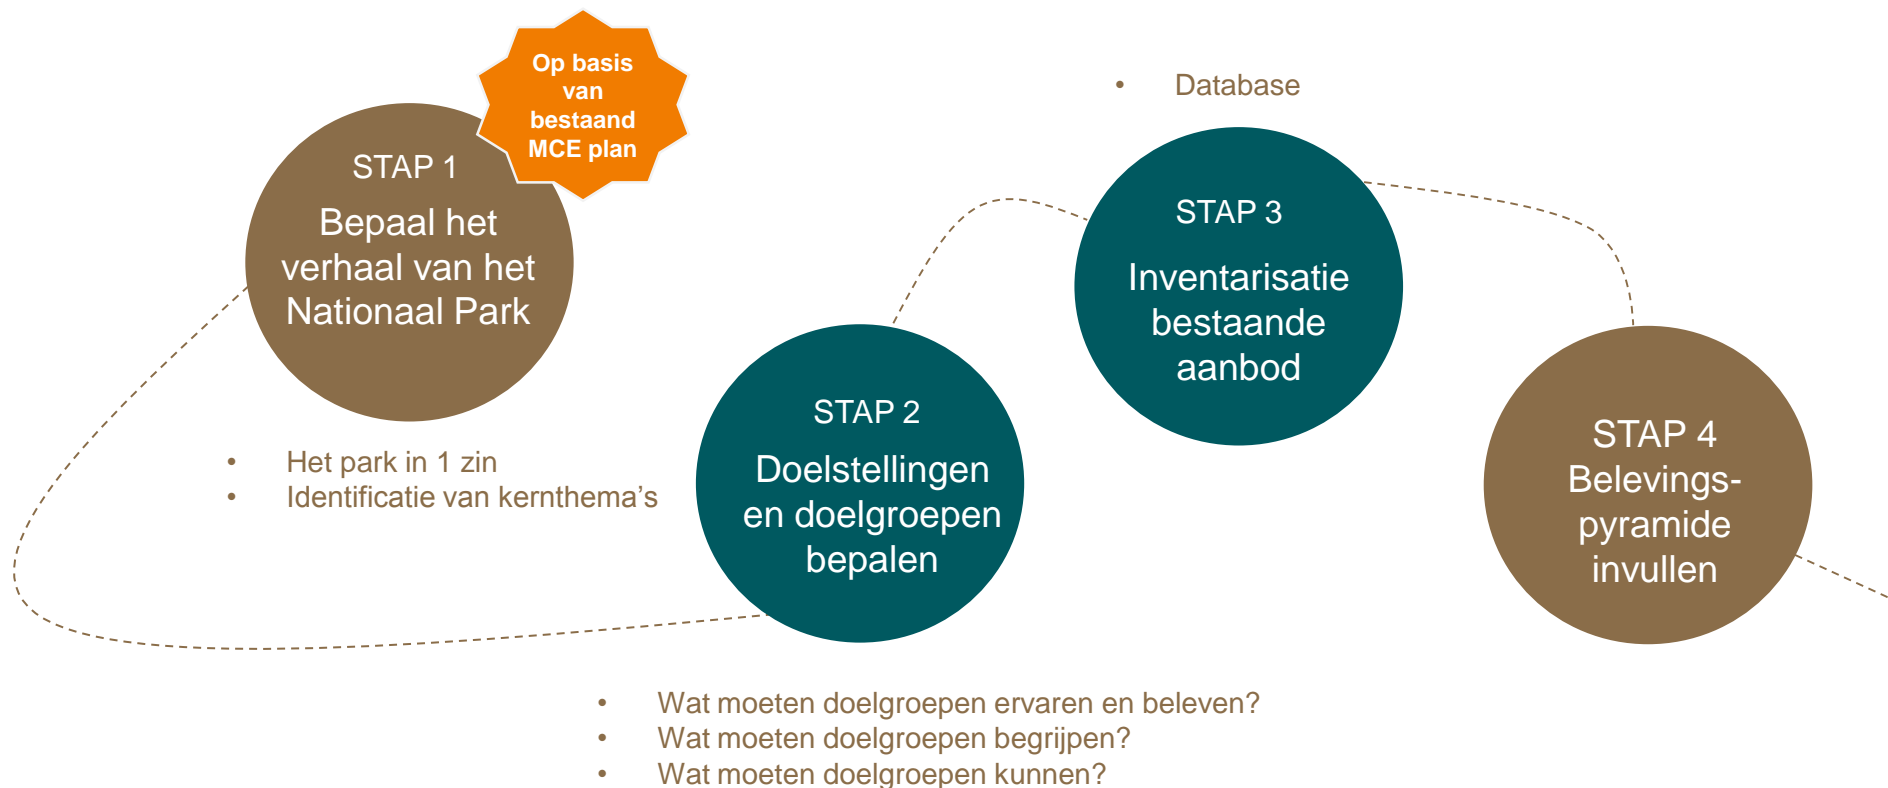 Op basis
van
bestaand
MCE plan
STAP 1
Bepaal het
verhaal van het
Nationaal Park
• Het park in 1 zin
• Identificatie van kernthema’s
STAP 2
Doelstellingen
en doelgroepen
bepalen
• Wat moeten doelgroepen ervaren en beleven?
• Wat moeten doelgroepen begrijpen?
• Wat moeten doelgroepen kunnen?
• Database
STAP 3
Inventarisatie
bestaande
aanbod
STAP 4
Belevings-
pyramide
invullen